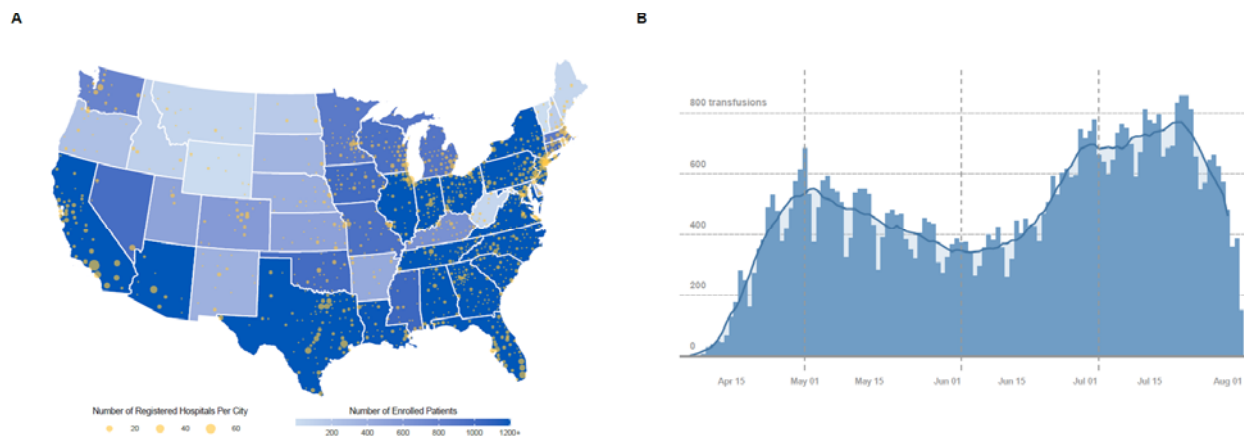 A
B
800 transfusions
600
400
200
0
Apr 15
May 01
May 15
Jun 01
Jun 15
Jul 01
Jul 15
Aug 01
Number of Registered Hospitals Per City
20
40
60
Number of Enrolled Patients
200
400
600
800
1000
1200+